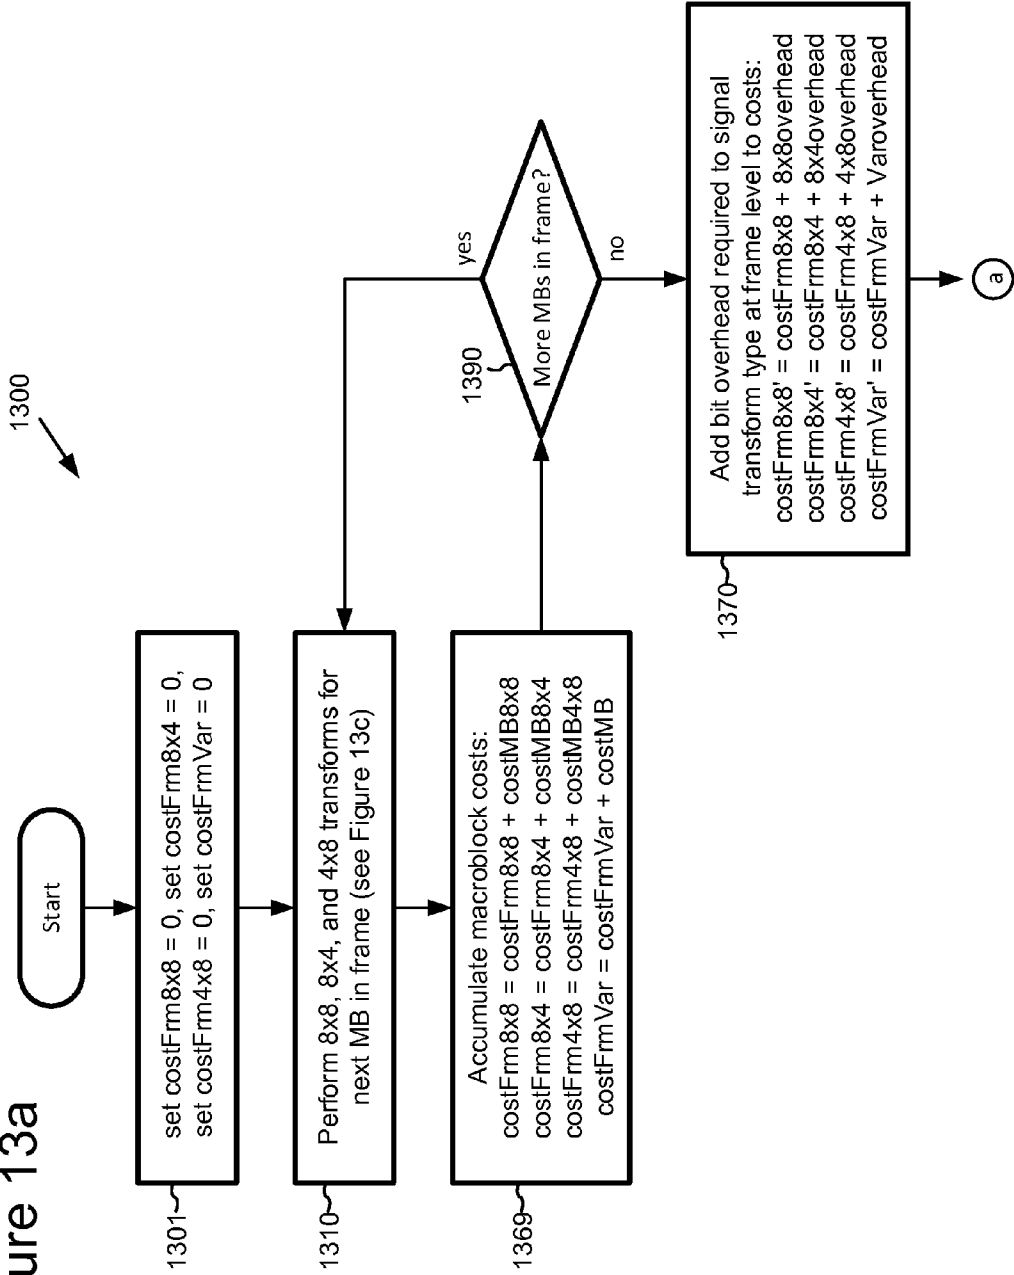 ure 13a
1300
Start
1301
set costFrm8x8 = 0, set costFrm8x4 = 0,
set costFrm4x8 = 0, set costFrmVar = 0
1310
Perform 8x8, 8x4, and 4x8 transforms for
next MB in frame (see Figure 13c)
1369
Accumulate macroblock costs:
costFrm8x8 = costFrm8x8 + costMB8x8
costFrm8x4 = costFrm8x4 + costMB8x4
costFrm4x8 = costFrm4x8 + costMB4x8
costFrmVar = costFrmVar + costMB
1390
More MBs in frame?
yes
no
1370
Add bit overhead required to signal
transform type at frame level to costs:
costFrm8x8' = costFrm8x8 + 8x8overhead
costFrm8x4' = costFrm8x4 + 8x4overhead
costFrm4x8' = costFrm4x8 + 4x8overhead
costFrmVar' = costFrmVar + Varoverhead
a